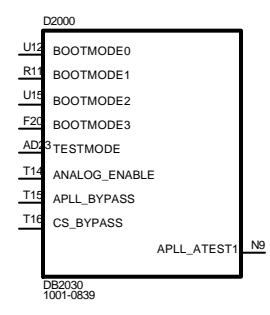 D2000
U12 BOOTMODE0
R11 BOOTMODE1
U15 BOOTMODE2
F20 BOOTMODE3
AD23 TESTMODE
T14 ANALOG_ENABLE
T15 APLL_BYPASS
T16 CS_BYPASS
APLL_ATEST1 N9
DB2030
1001-0839